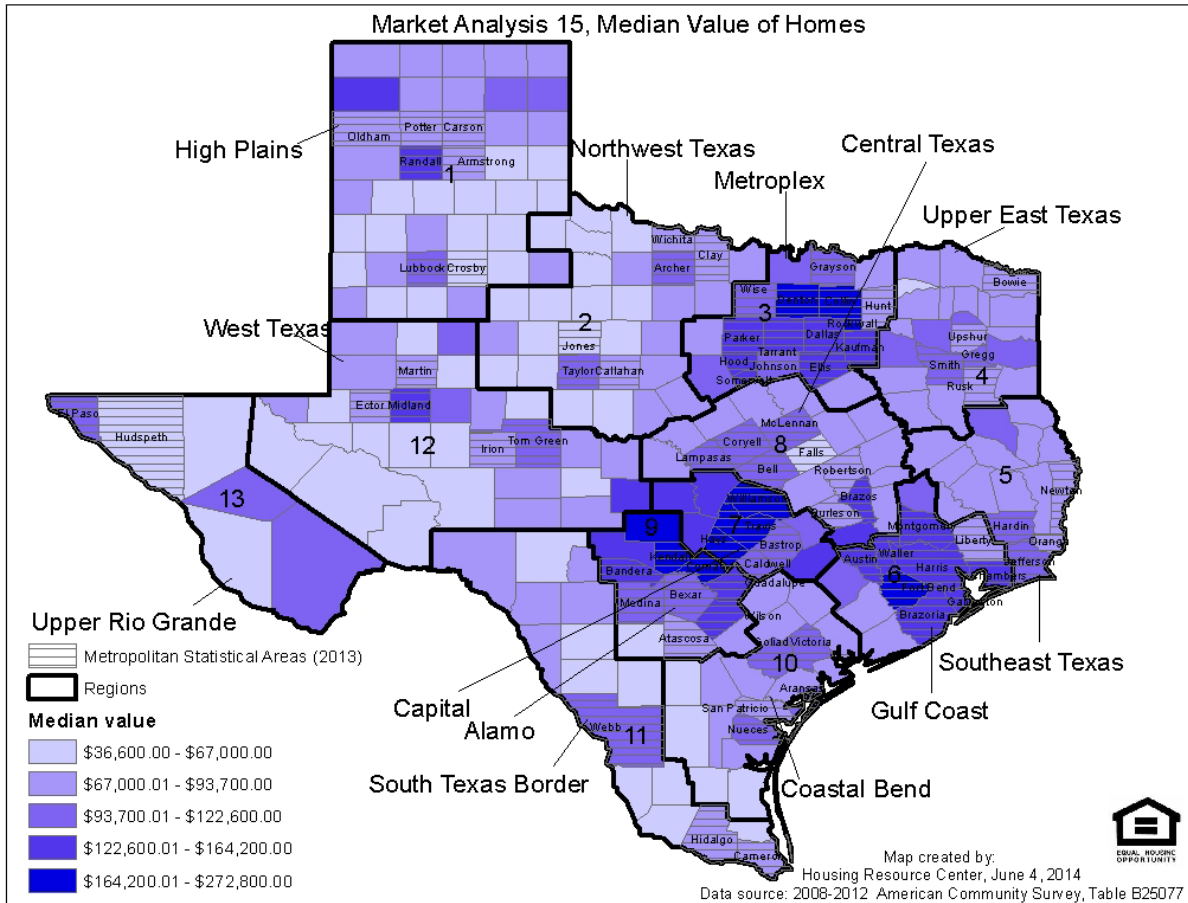 Market Analysis 15, Median Value of Homes
High Plains
Northwest Texas
Central Texas
Metroplex
Upper East Texas
West Texas
Oldham
Potter
Carson
Randall
Armstrong
1
Lubbock
Crosby
Wichita
Clay
Archer
2
Jones
Taylor
Callahan
Grayson
Wise
Hunt
3
Rockwall
Parker
Dallas
Kaufman
Tarrant
Hood
Johnson
Ellis
Bowie
Upshur
Gregg
Smith
Rusk
4
Martin
Ector
Midland
12
Irion
Tom Green
El Paso
Hudspeth
13
McLennan
Coryell
8
Falls
Lampasas
Bell
Robertson
Brazos
Burleson
5
Newton
Hardin
Orange
Jefferson
Williamson
7
Travis
Hays
Bastrop
Caldwell
9
Kendall
Bandera
Guadalupe
Medina
Bexar
Wilson
Atascosa
Montgomery
Liberty
Waller
Austin
Harris
6
Fort Bend
Chambers
Galveston
Brazoria
Goliad
Victoria
10
Aransas
San Patricio
Nueces
Webb
11
Hidalgo
Cameron
Upper Rio Grande
Capital
Alamo
South Texas Border
Coastal Bend
Gulf Coast
Southeast Texas
Metropolitan Statistical Areas (2013)
Regions
Median value
$36,600.00 - $67,000.00
$67,000.01 - $93,700.00
$93,700.01 - $122,600.00
$122,600.01 - $164,200.00
$164,200.01 - $272,800.00
EQUAL HOUSING
OPPORTUNITY
Map created by:
Housing Resource Center, June 4, 2014
Data source: 2008-2012 American Community Survey, Table B25077